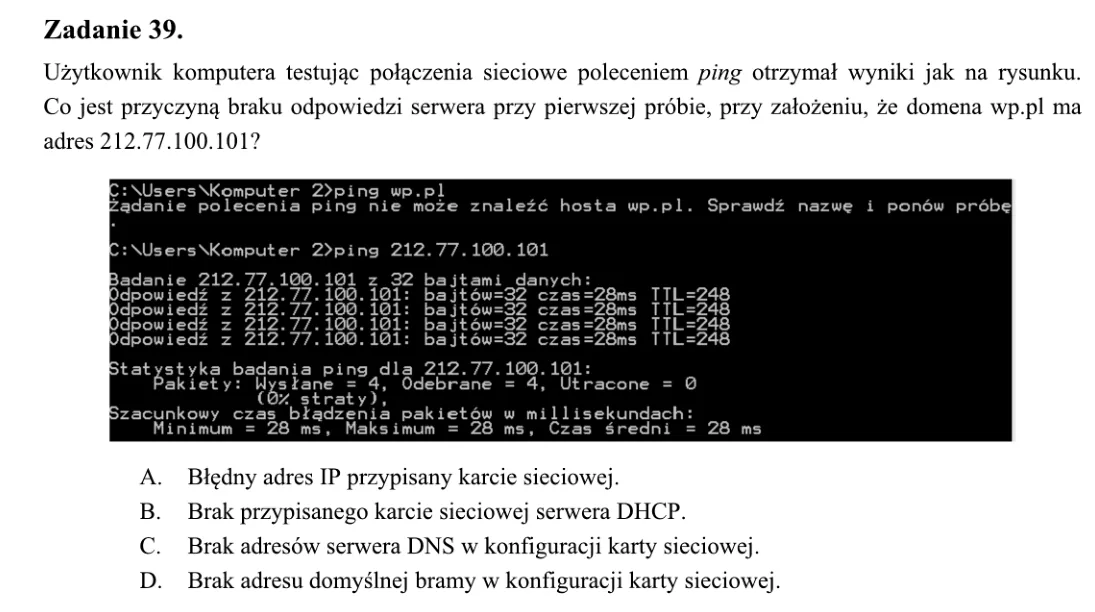 Zadanie 39.
Użytkownik komputera testując połączenia sieciowe poleceniem ping otrzymał wyniki jak na rysunku.
Co jest przyczyną braku odpowiedzi serwera przy pierwszej próbie, przy założeniu, że domena wp.pl ma
adres 212.77.100.101?
C:\Users\Komputer 2>ping wp.pl
Żądanie polecenia ping nie może znaleźć hosta wp.pl. Sprawdź nazwę i ponów próbę
.
C:\Users\Komputer 2>ping 212.77.100.101
Badanie 212.77.100.101 z 32 bajtami danych:
Odpowiedź z 212.77.100.101: bajtów=32 czas=28ms TTL=248
Odpowiedź z 212.77.100.101: bajtów=32 czas=28ms TTL=248
Odpowiedź z 212.77.100.101: bajtów=32 czas=28ms TTL=248
Odpowiedź z 212.77.100.101: bajtów=32 czas=28ms TTL=248
Statystyka badania ping dla 212.77.100.101:
Pakiety: Wysłane = 4, Odebrane = 4, Utracone = 0
(0% straty),
Szacunkowy czas błądzenia pakietów w millisekundach:
Minimum = 28 ms, Maksimum = 28 ms, Czas średni = 28 ms
A. Błędny adres IP przypisany karcie sieciowej.
B. Brak przypisanego karcie sieciowej serwera DHCP.
C. Brak adresów serwera DNS w konfiguracji karty sieciowej.
D. Brak adresu domyślnej bramy w konfiguracji karty sieciowej.